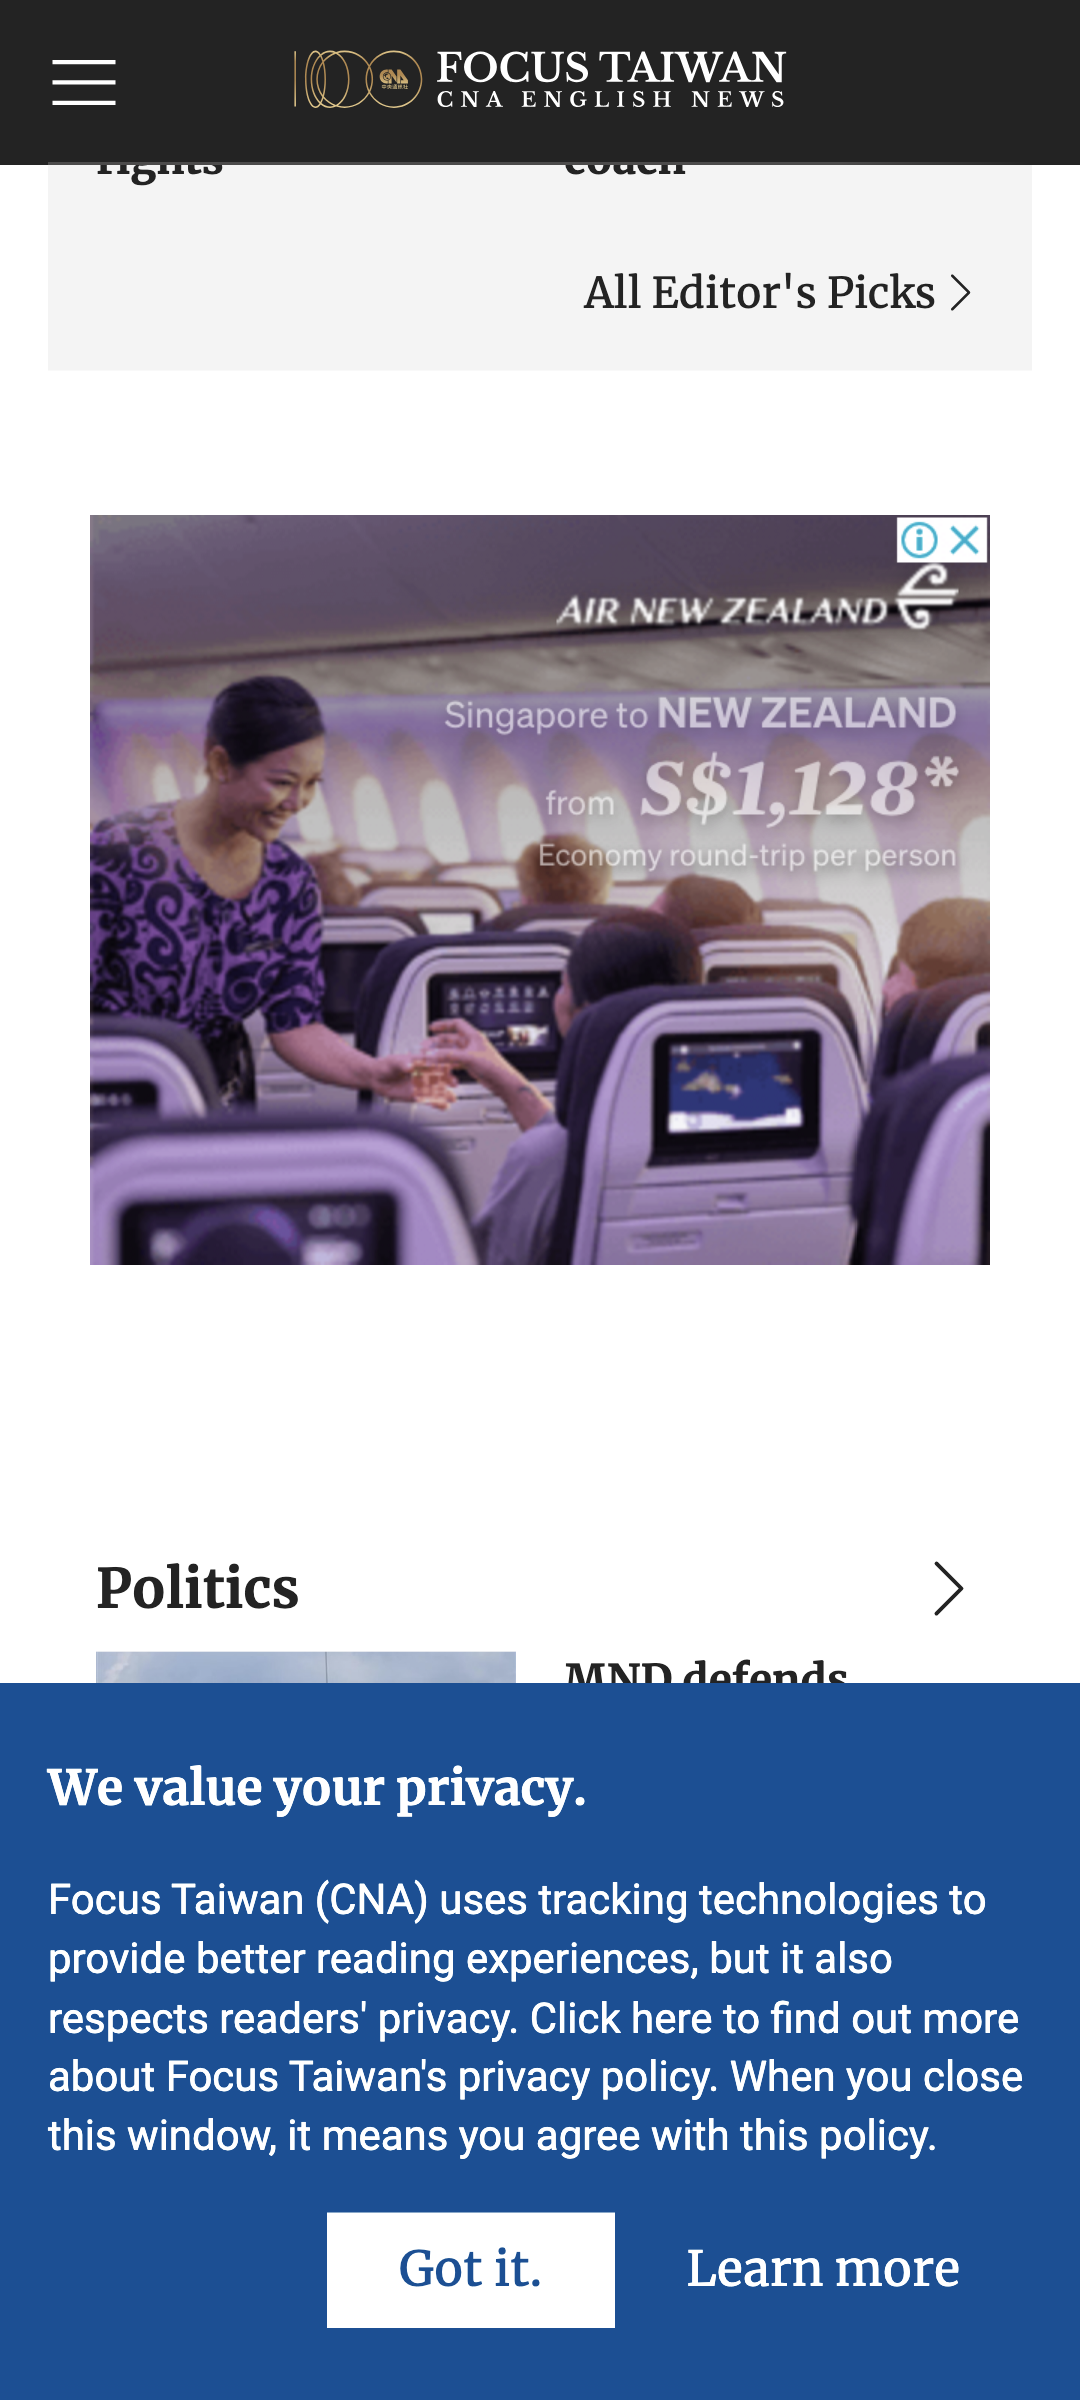 FOCUS TAIWAN
CNA ENGLISH NEWS
rights
coach
All Editor's Picks
AIR NEW ZEALAND
Singapore to NEW ZEALAND
from S$1,128*
Economy round-trip per person
Politics
MND defends
We value your privacy.
Focus Taiwan (CNA) uses tracking technologies to
provide better reading experiences, but it also
respects readers' privacy. Click here to find out more
about Focus Taiwan's privacy policy. When you close
this window, it means you agree with this policy.
Got it.
Learn more